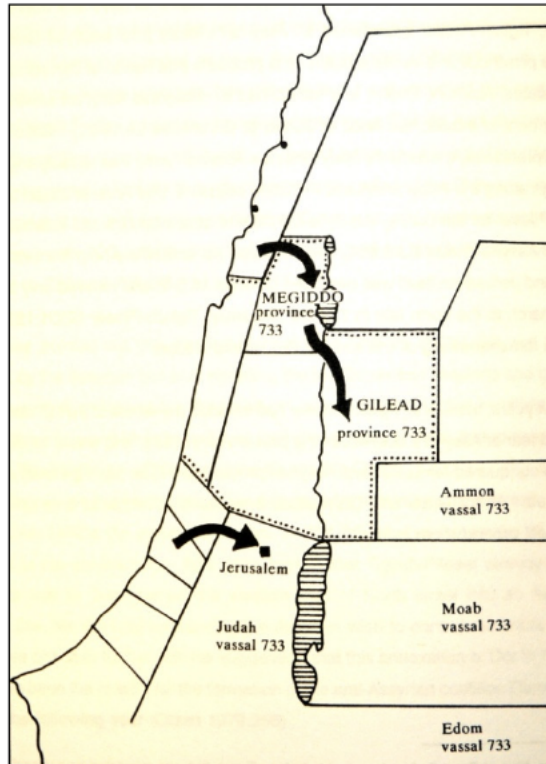 MEGIDDO
province
733
GILEAD
province 733
Ammon
vassal 733
Jerusalem
Judah
vassal 733
Moab
vassal 733
Edom
vassal 733